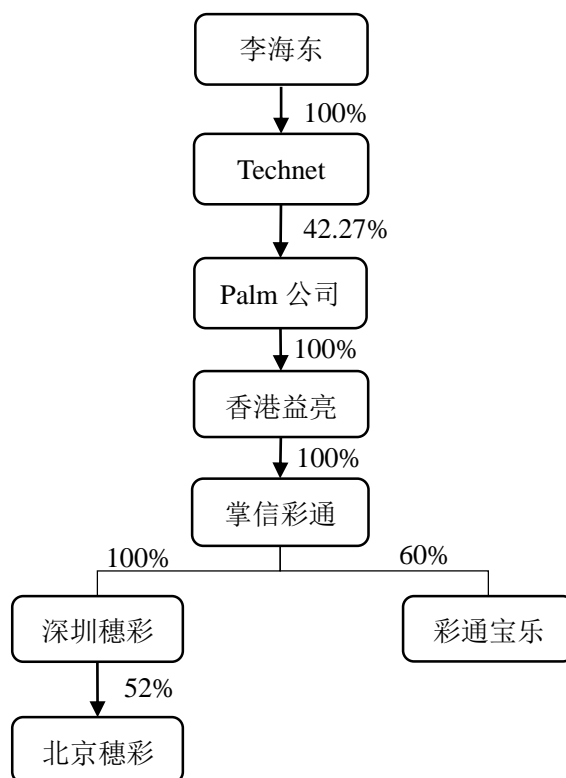 李海东
100%
Technet
42.27%
Palm 公司
100%
香港益亮
100%
掌信彩通
100%
60%
深圳穗彩
彩通宝乐
52%
北京穗彩